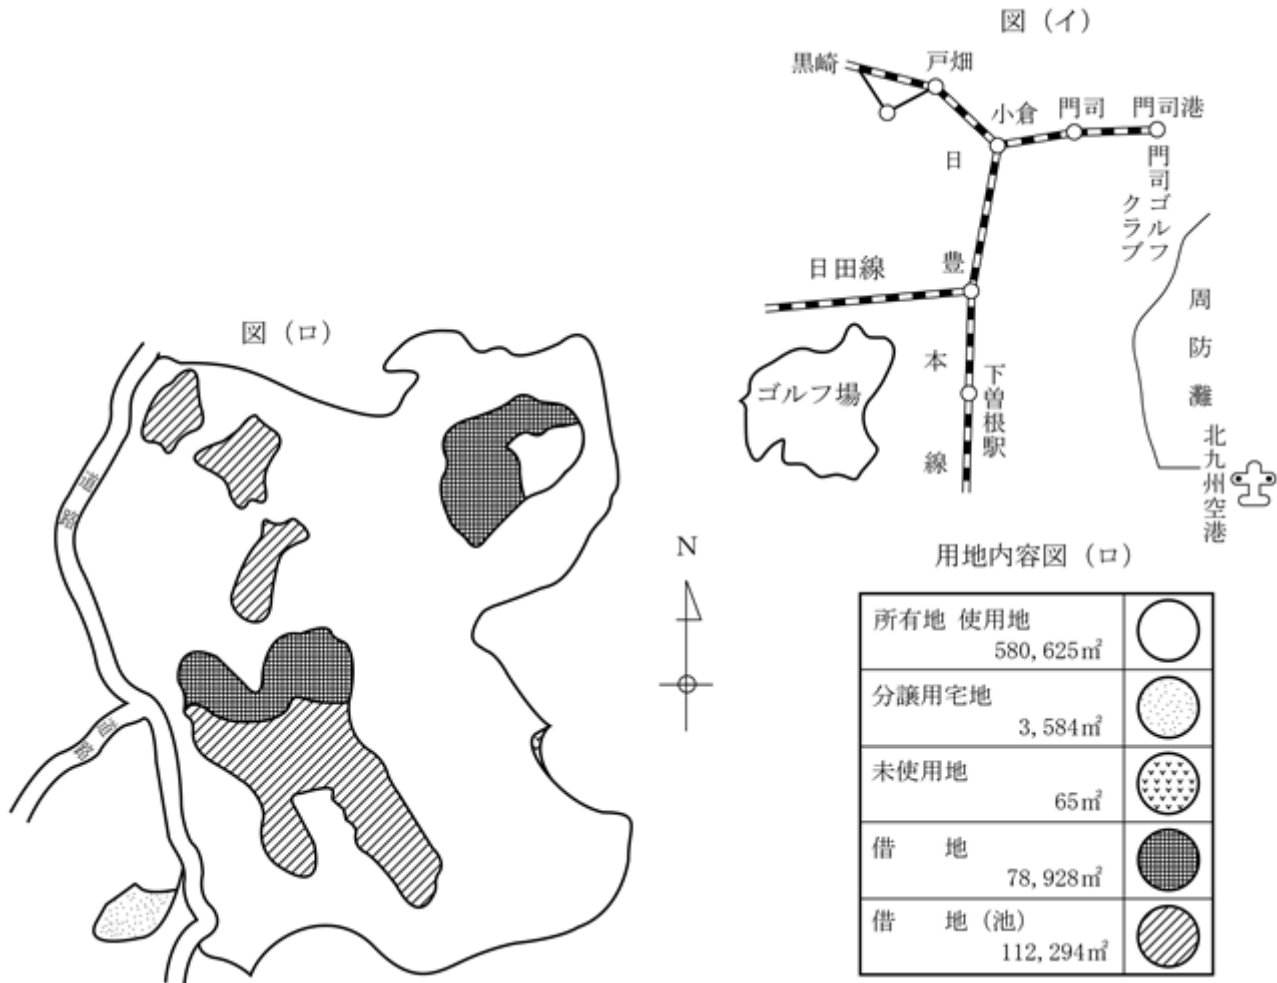 図（イ）
黒崎
戸畑
小倉
門司
門司港
門司ゴルフ
クラブ
日
豊
本
線
日田線
ゴルフ場
下曽根駅
周防灘
北九州空港
図（ロ）
道路
道路
N
用地内容図（ロ）
所有地 使用地
580,625㎡
分譲用宅地
3,584㎡
未使用地
65㎡
借　　地
78,928㎡
借　　地（池）
112,294㎡